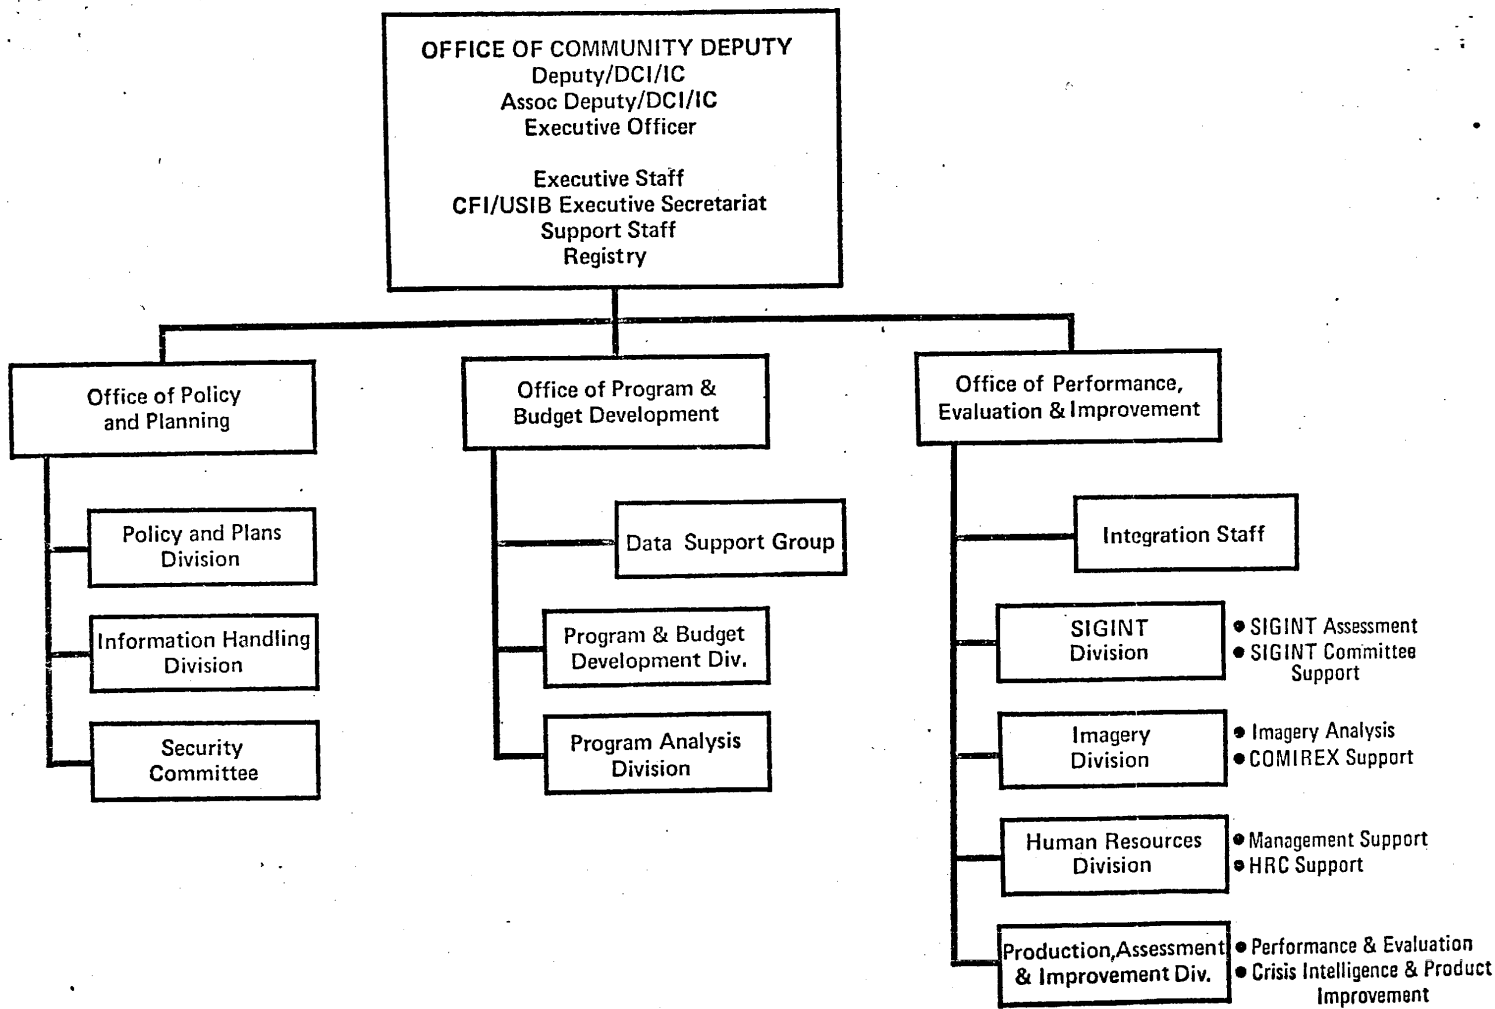 OFFICE OF COMMUNITY DEPUTY
Deputy/DCI/IC
Assoc Deputy/DCI/IC
Executive Officer
Executive Staff
CFI/USIB Executive Secretariat
Support Staff
Registry
Office of Policy
and Planning
Policy and Plans
Division
Information Handling
Division
Security
Committee
Office of Program &
Budget Development
Data Support Group
Program & Budget
Development Div.
Program Analysis
Division
Office of Performance,
Evaluation & Improvement
Integration Staff
SIGINT
Division
• SIGINT Assessment
• SIGINT Committee
Support
Imagery
Division
• Imagery Analysis
• COMIREX Support
Human Resources
Division
• Management Support
• HRC Support
Production, Assessment
& Improvement Div.
• Performance & Evaluation
• Crisis Intelligence & Product
Improvement